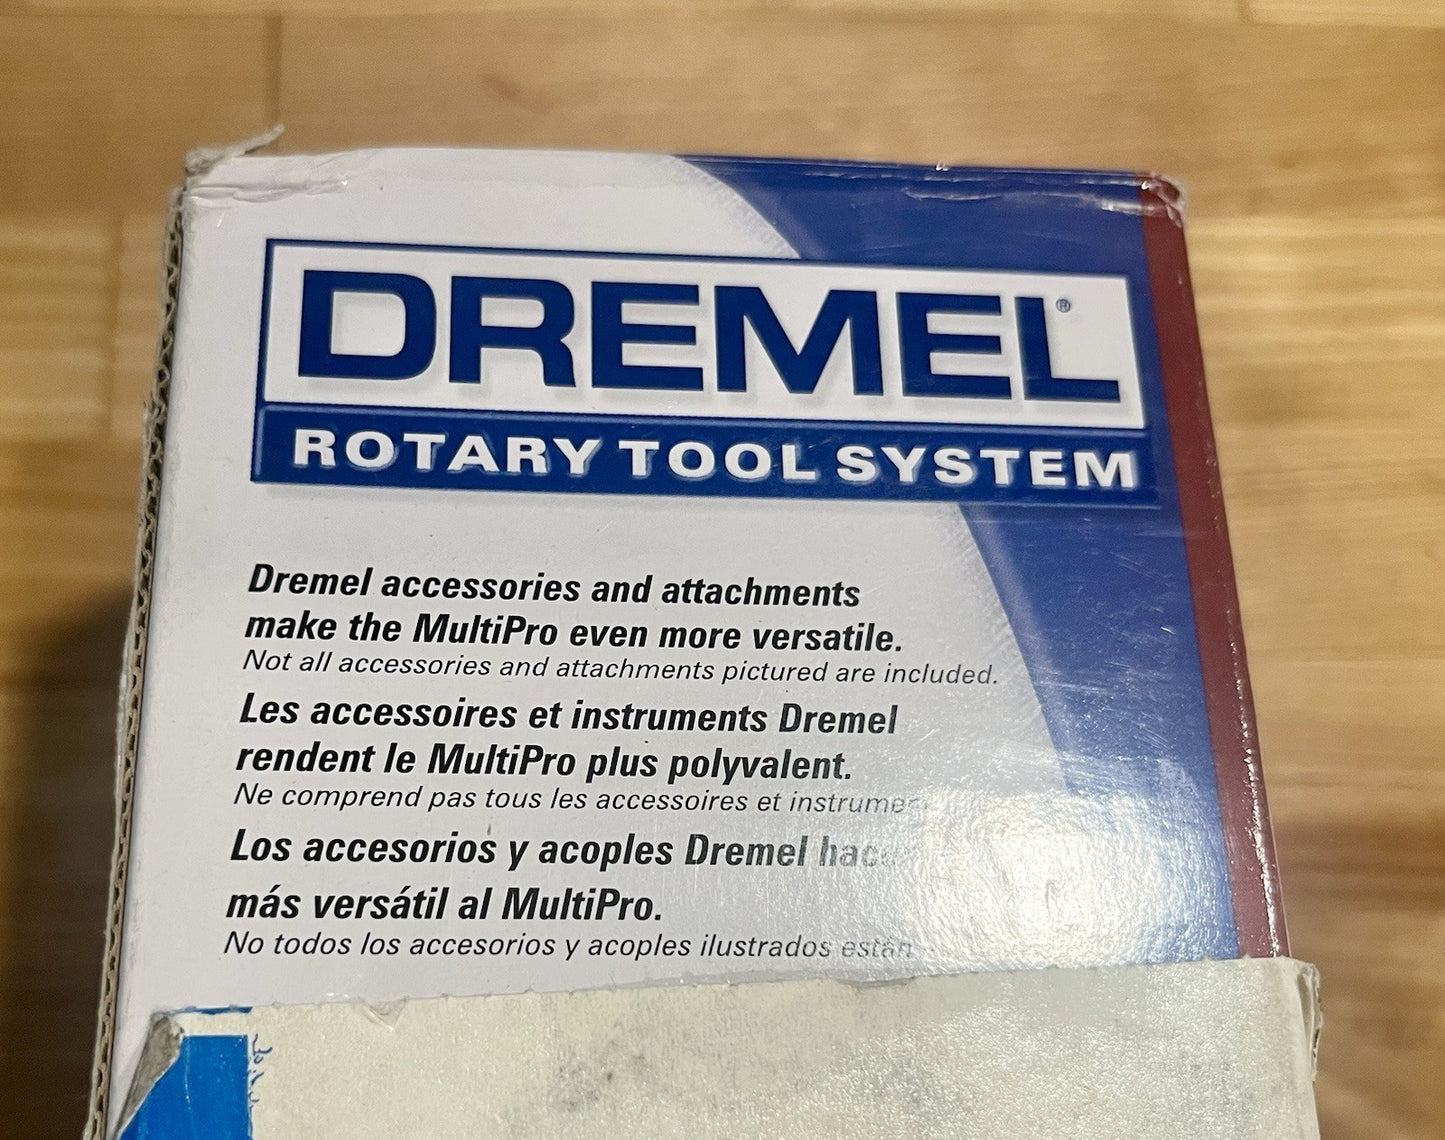 DREMEL®
ROTARY TOOL SYSTEM
Dremel accessories and attachments
make the MultiPro even more versatile.
Not all accessories and attachments pictured are included.
Les accessoires et instruments Dremel
rendent le MultiPro plus polyvalent.
Ne comprend pas tous les accessoires et
Los accesorios y acoples Dremel
más versátil al MultiPro.
No todos los accesorios y acoples ilustrados están